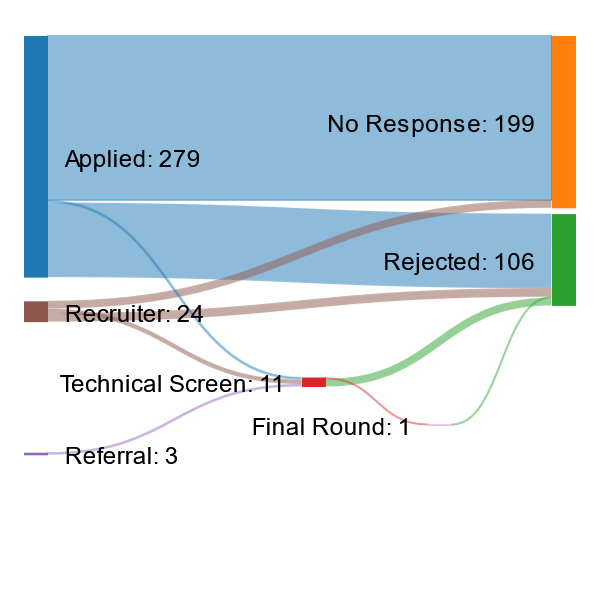 No Response: 199
Applied: 279
Rejected: 106
Recruiter: 24
Technical Screen: 11
Final Round: 1
Referral: 3